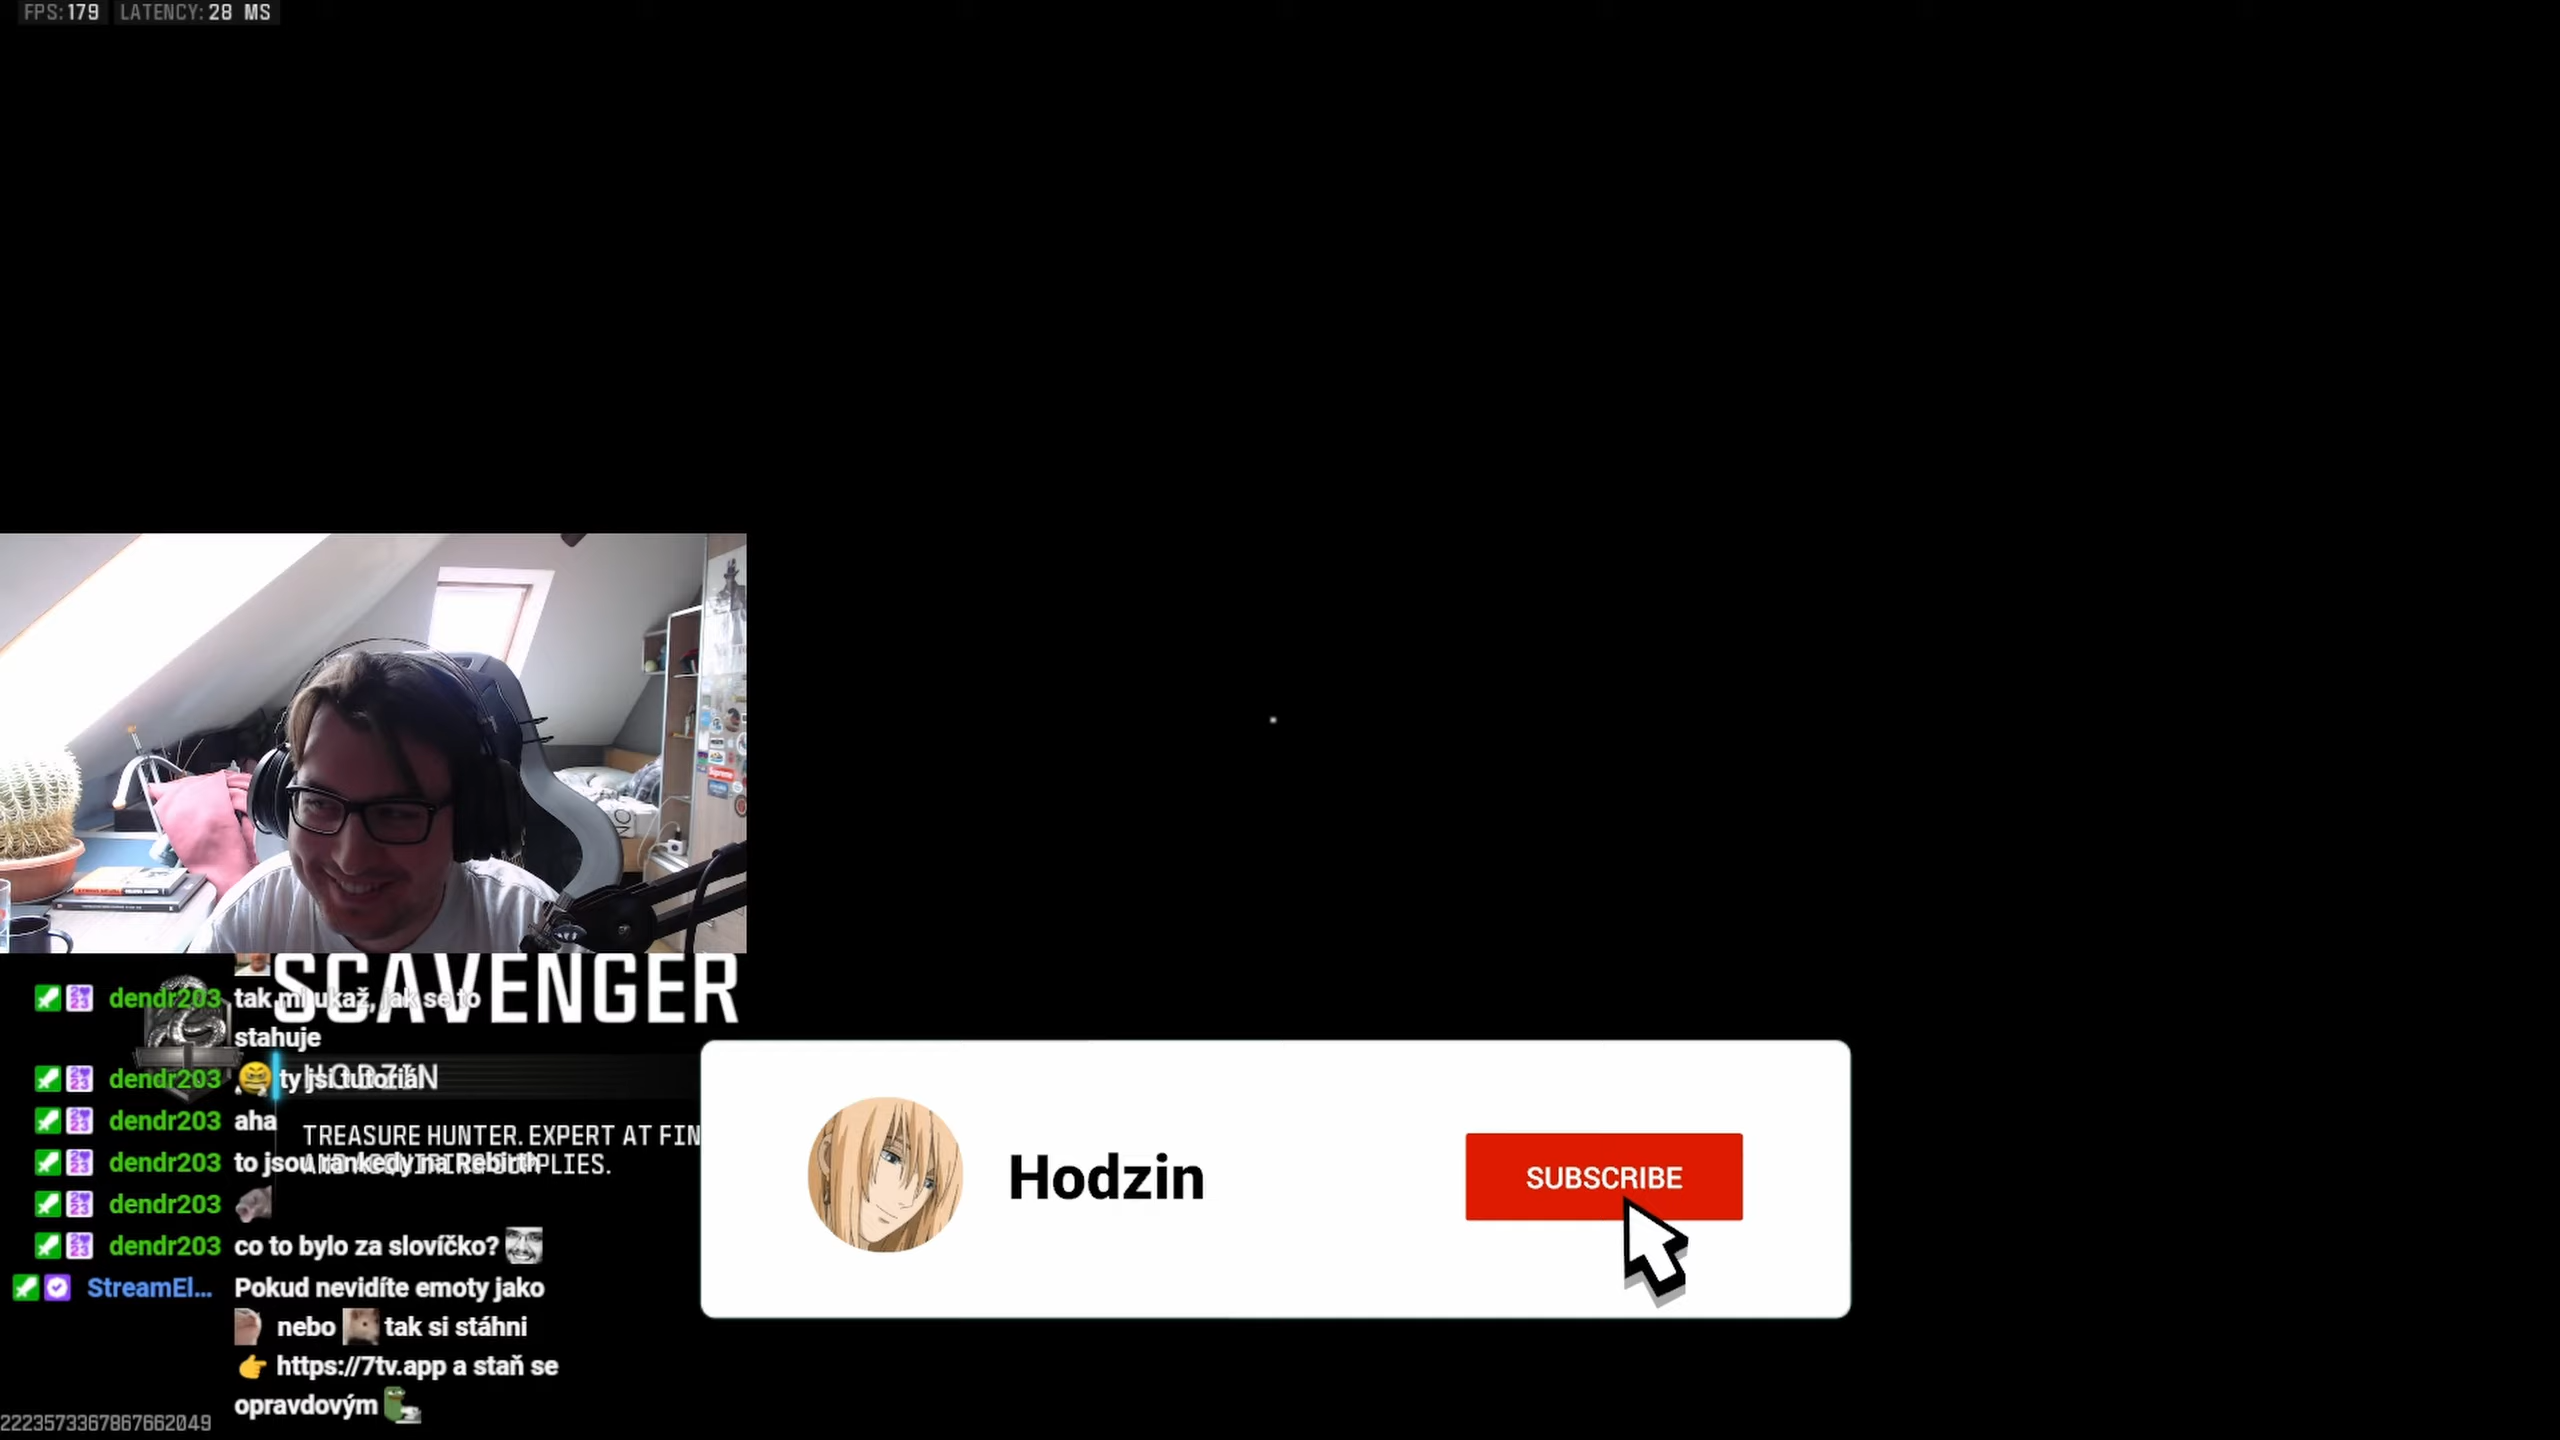 FPS: 179 LATENCY: 28 MS
SCAVENGER
dendr203 tak mi ukaž, jak se to
stahuje
HODZIN
dendr203 ty jsi tutoriál
dendr203 aha
TREASURE HUNTER. EXPERT AT FIN
dendr203 to jsou rankedy na Rebirth
SUPPLIES.
dendr203
dendr203 co to bylo za slovíčko?
StreamEl... Pokud nevidíte emoty jako
nebo tak si stáhni
https://7tv.app a staň se
opravdovým
2223573367867662049
Hodzin
SUBSCRIBE